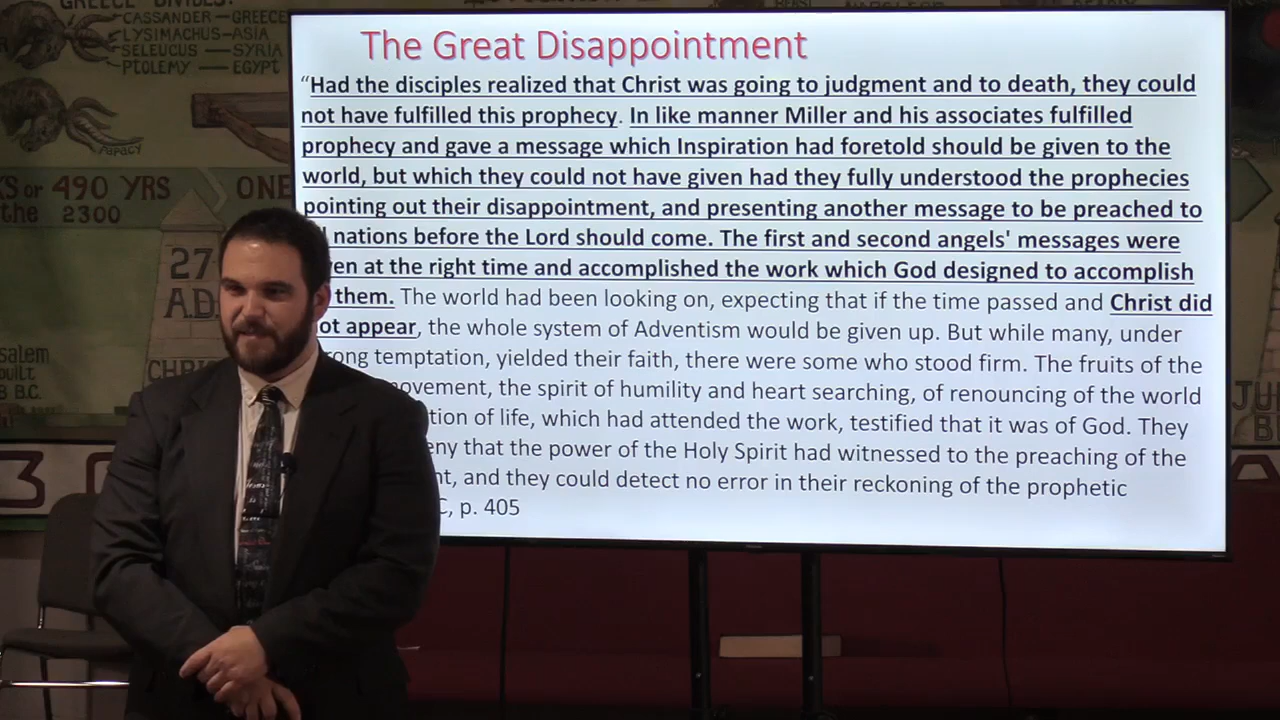 GREECE DIVIDES:
CASSANDER — GREECE
LYSIMACHUS - ASIA
SELEUCUS — SYRIA
PTOLEMY — EGYPT
PAPACY
or 490 YRS
the 2300
ONE
27
A.D.
B.C.
3
The Great Disappointment
“Had the disciples realized that Christ was going to judgment and to death, they could
not have fulfilled this prophecy. In like manner Miller and his associates fulfilled
prophecy and gave a message which Inspiration had foretold should be given to the
world, but which they could not have given had they fully understood the prophecies
pointing out their disappointment, and presenting another message to be preached to
nations before the Lord should come. The first and second angels' messages were
at the right time and accomplished the work which God designed to accomplish
them. The world had been looking on, expecting that if the time passed and Christ did
appear, the whole system of Adventism would be given up. But while many, under
temptation, yielded their faith, there were some who stood firm. The fruits of the
the spirit of humility and heart searching, of renouncing of the world
of life, which had attended the work, testified that it was of God. They
that the power of the Holy Spirit had witnessed to the preaching of the
and they could detect no error in their reckoning of the prophetic
p. 405